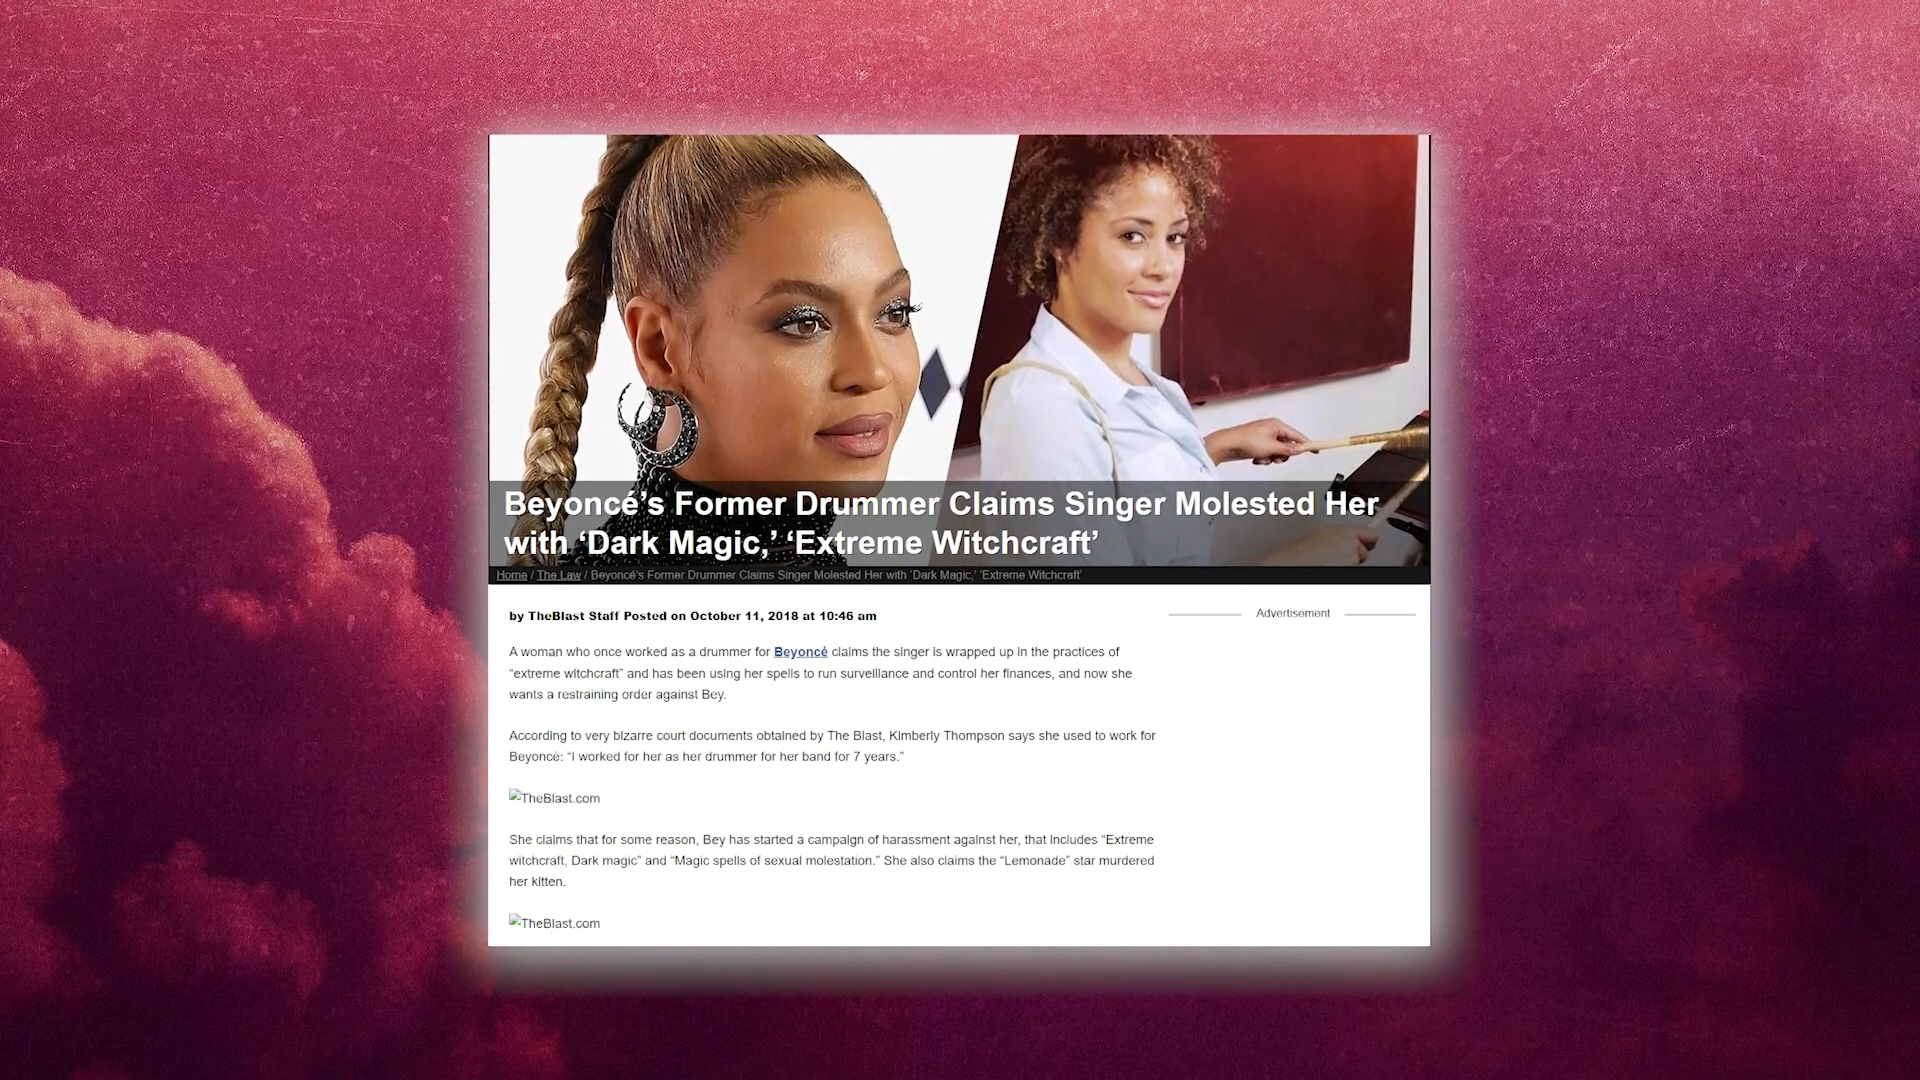 Beyoncé’s Former Drummer Claims Singer Molested Her
with ‘Dark Magic,’ ‘Extreme Witchcraft’
Home / The Law / Beyoncé’s Former Drummer Claims Singer Molested Her with ‘Dark Magic,’ ‘Extreme Witchcraft’
by TheBlast Staff Posted on October 11, 2018 at 10:46 am
Advertisement
A woman who once worked as a drummer for Beyoncé claims the singer is wrapped up in the practices of
“extreme witchcraft” and has been using her spells to run surveillance and control her finances, and now she
wants a restraining order against Bey.
According to very bizarre court documents obtained by The Blast, Kimberly Thompson says she used to work for
Beyoncé: “I worked for her as her drummer for her band for 7 years.”
TheBlast.com
She claims that for some reason, Bey has started a campaign of harassment against her, that includes “Extreme
witchcraft, Dark magic” and “Magic spells of sexual molestation.” She also claims the “Lemonade” star murdered
her kitten.
TheBlast.com